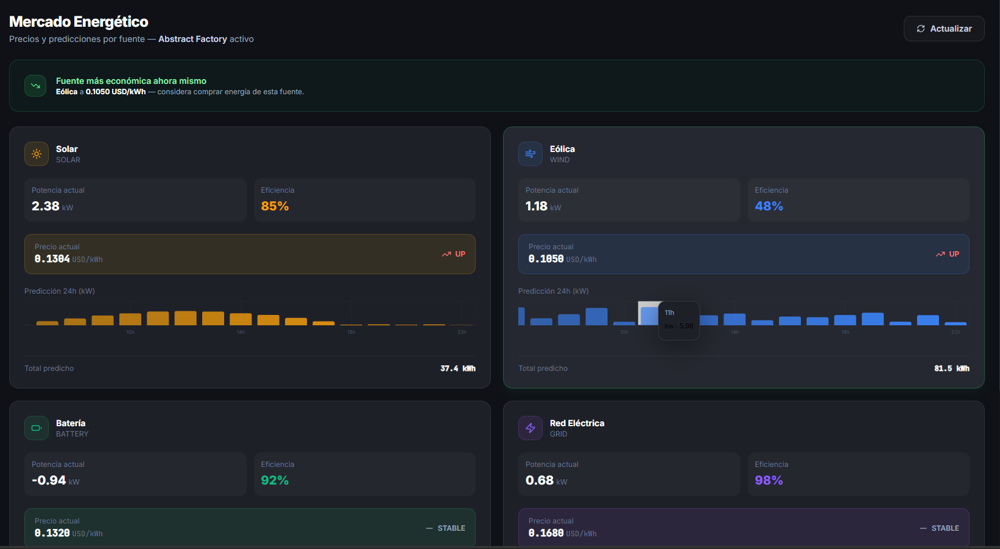 Mercado Energético
Precios y predicciones por fuente — Abstract Factory activo
Actualizar
Fuente más económica ahora mismo
Eólica a 0.1050 USD/kWh — considera comprar energía de esta fuente.
Solar
SOLAR
Potencia actual
2.38 kW
Eficiencia
85%
Precio actual
0.1304 USD/kWh
UP
Predicción 24h (kW)
10h 14h 18h 22h
Total predicho
37.4 kWh
Eólica
WIND
Potencia actual
1.18 kW
Eficiencia
48%
Precio actual
0.1050 USD/kWh
UP
Predicción 24h (kW)
11h
kw : 5.98
10h 14h 18h 22h
Total predicho
81.5 kWh
Batería
BATTERY
Potencia actual
-0.94 kW
Eficiencia
92%
Precio actual
0.1320 USD/kWh
— STABLE
Red Eléctrica
GRID
Potencia actual
0.68 kW
Eficiencia
98%
Precio actual
0.1680 USD/kWh
— STABLE